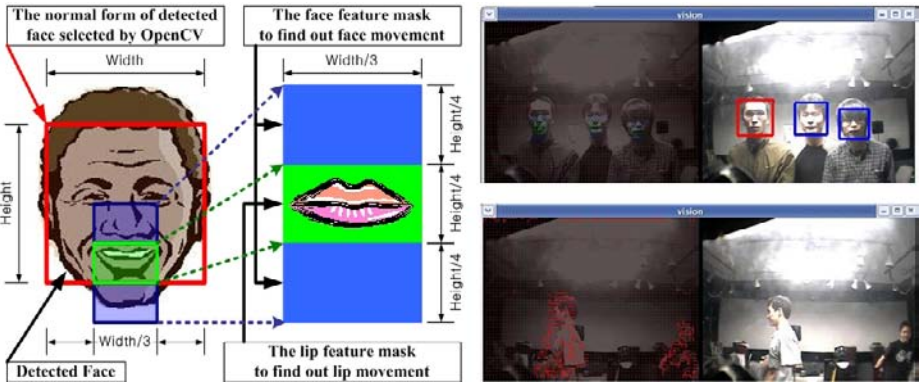 The normal form of detected
face selected by OpenCV
Width
Height
Width/3
Detected Face
The face feature mask
to find out face movement
Width/3
Height/4
Height/4
Height/4
The lip feature mask
to find out lip movement
vision
vision